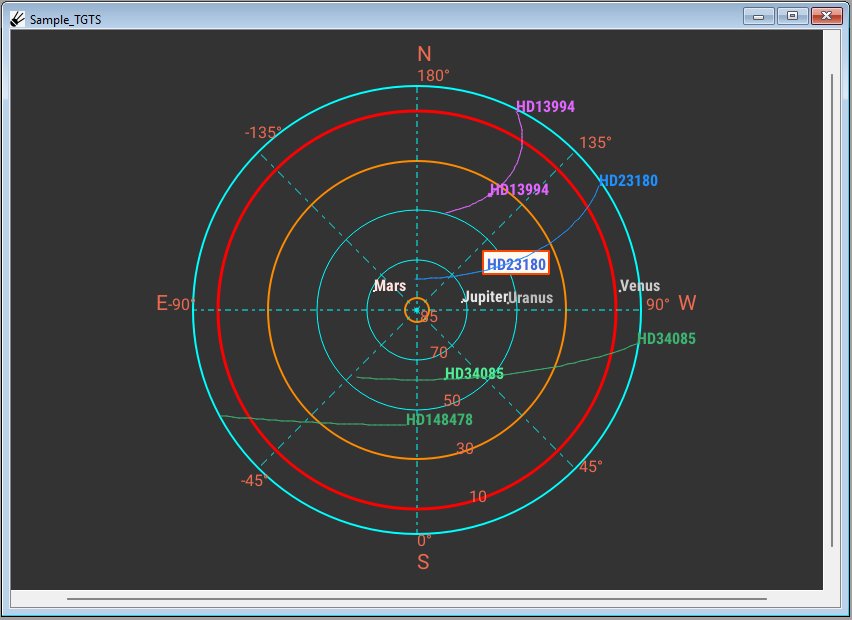 Sample_TGTS
N
180°
HD13994
-135°
135°
HD23180
HD13994
HD23180
Mars
Venus
Jupiter
Uranus
E
-90°
90°
W
85
HD34085
70
HD34085
50
HD148478
30
45°
-45°
10
0°
S